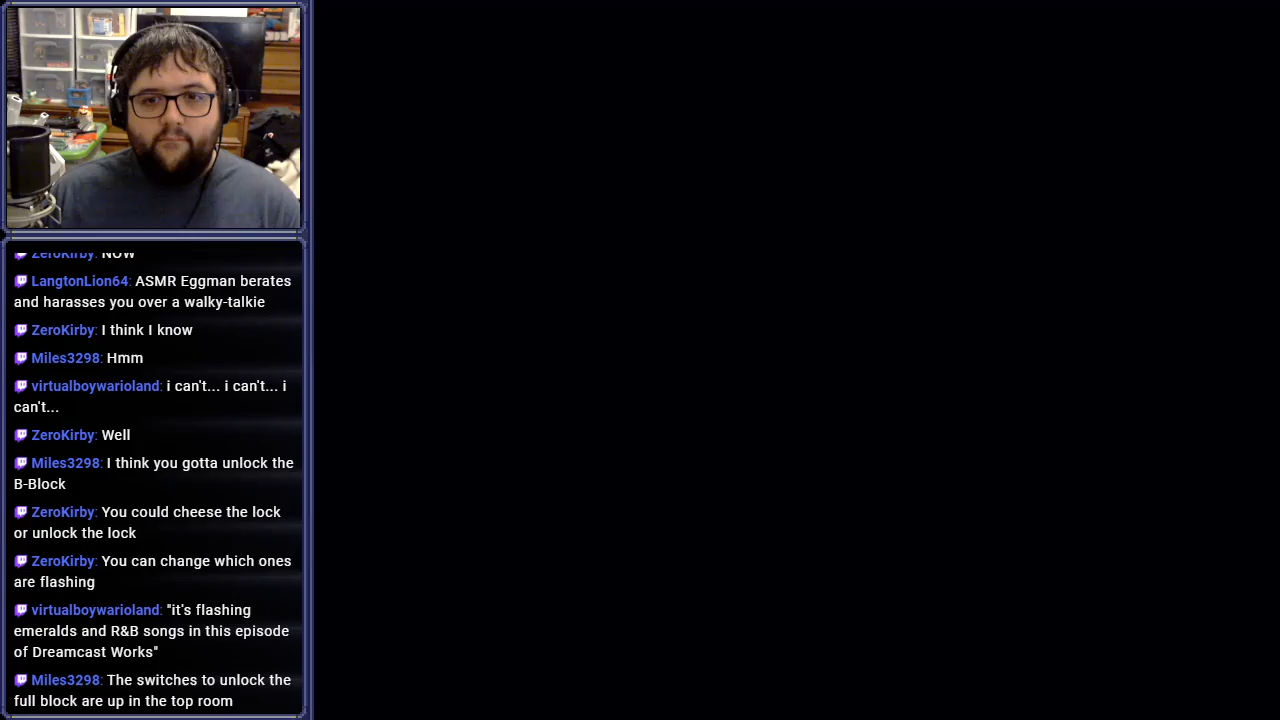 ZeroKirby: NOW
LangtonLion64: ASMR Eggman berates
and harasses you over a walky-talkie
ZeroKirby: I think I know
Miles3298: Hmm
virtualboywarioland: i can't... i can't... i
can't...
ZeroKirby: Well
Miles3298: I think you gotta unlock the
B-Block
ZeroKirby: You could cheese the lock
or unlock the lock
ZeroKirby: You can change which ones
are flashing
virtualboywarioland: "it's flashing
emeralds and R&B songs in this episode
of Dreamcast Works"
Miles3298: The switches to unlock the
full block are up in the top room